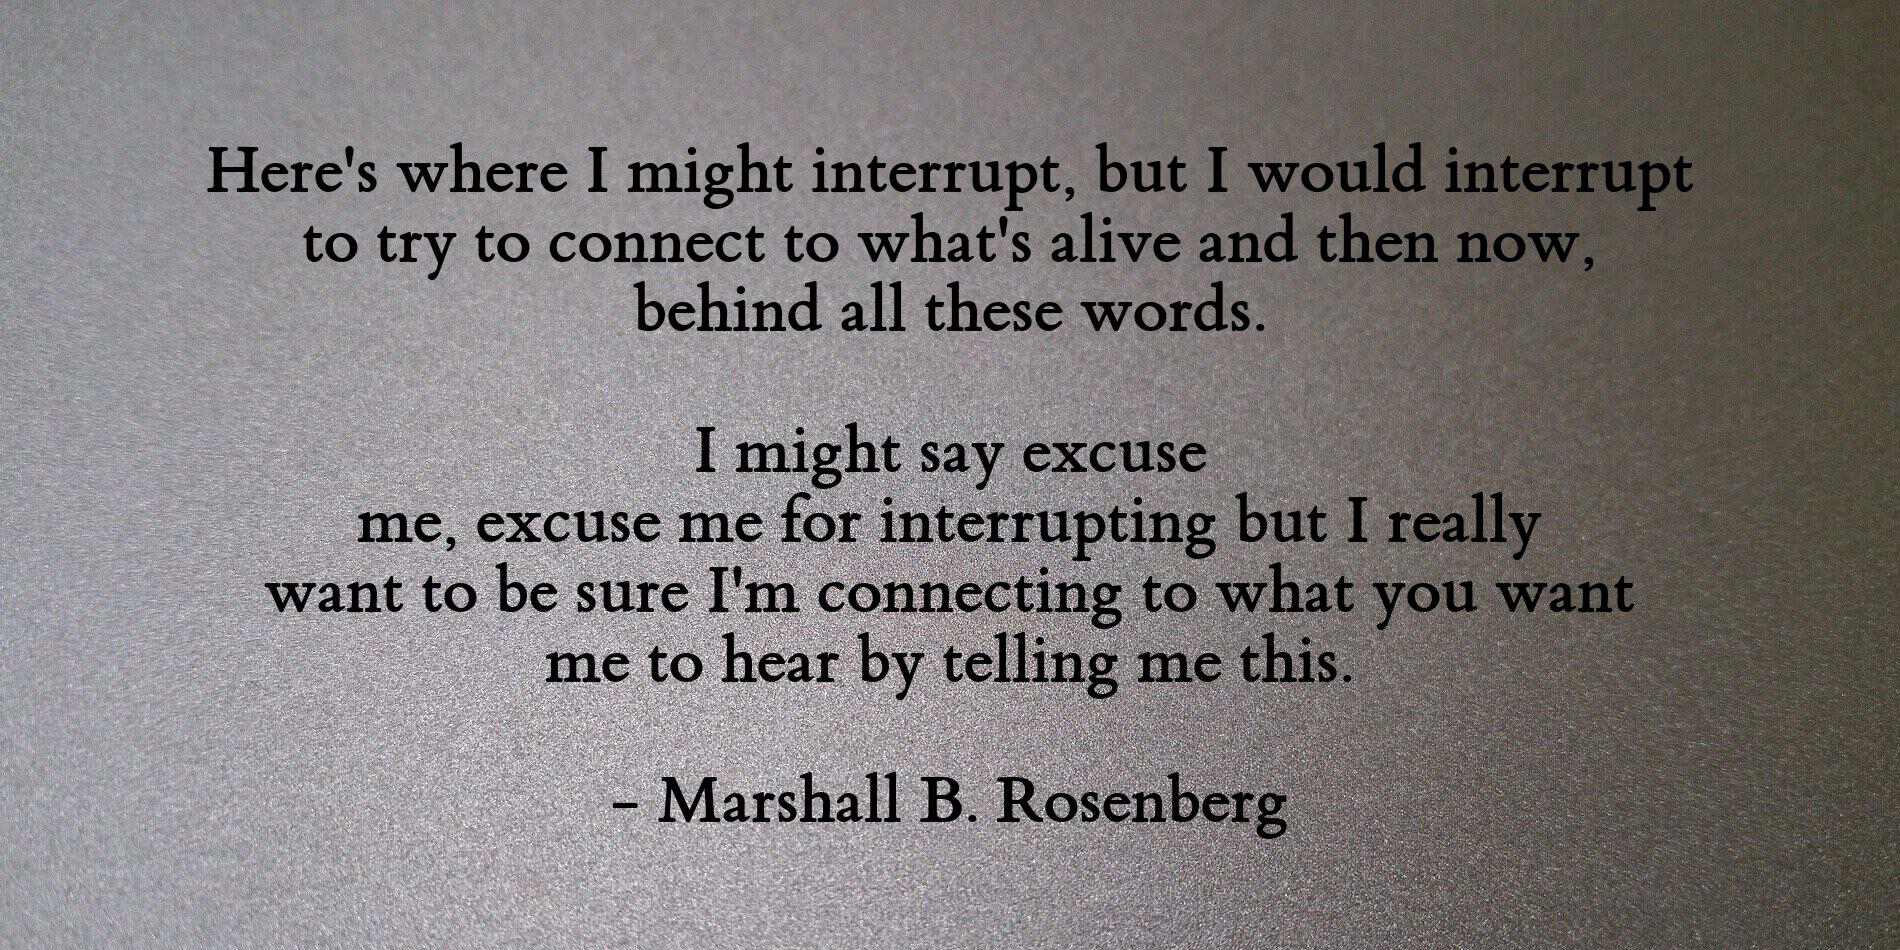 Here's where I might interrupt, but I would interrupt
to try to connect to what's alive and then now,
behind all these words.
I might say excuse
me, excuse me for interrupting but I really
want to be sure I'm connecting to what you want
me to hear by telling me this.
– Marshall B. Rosenberg